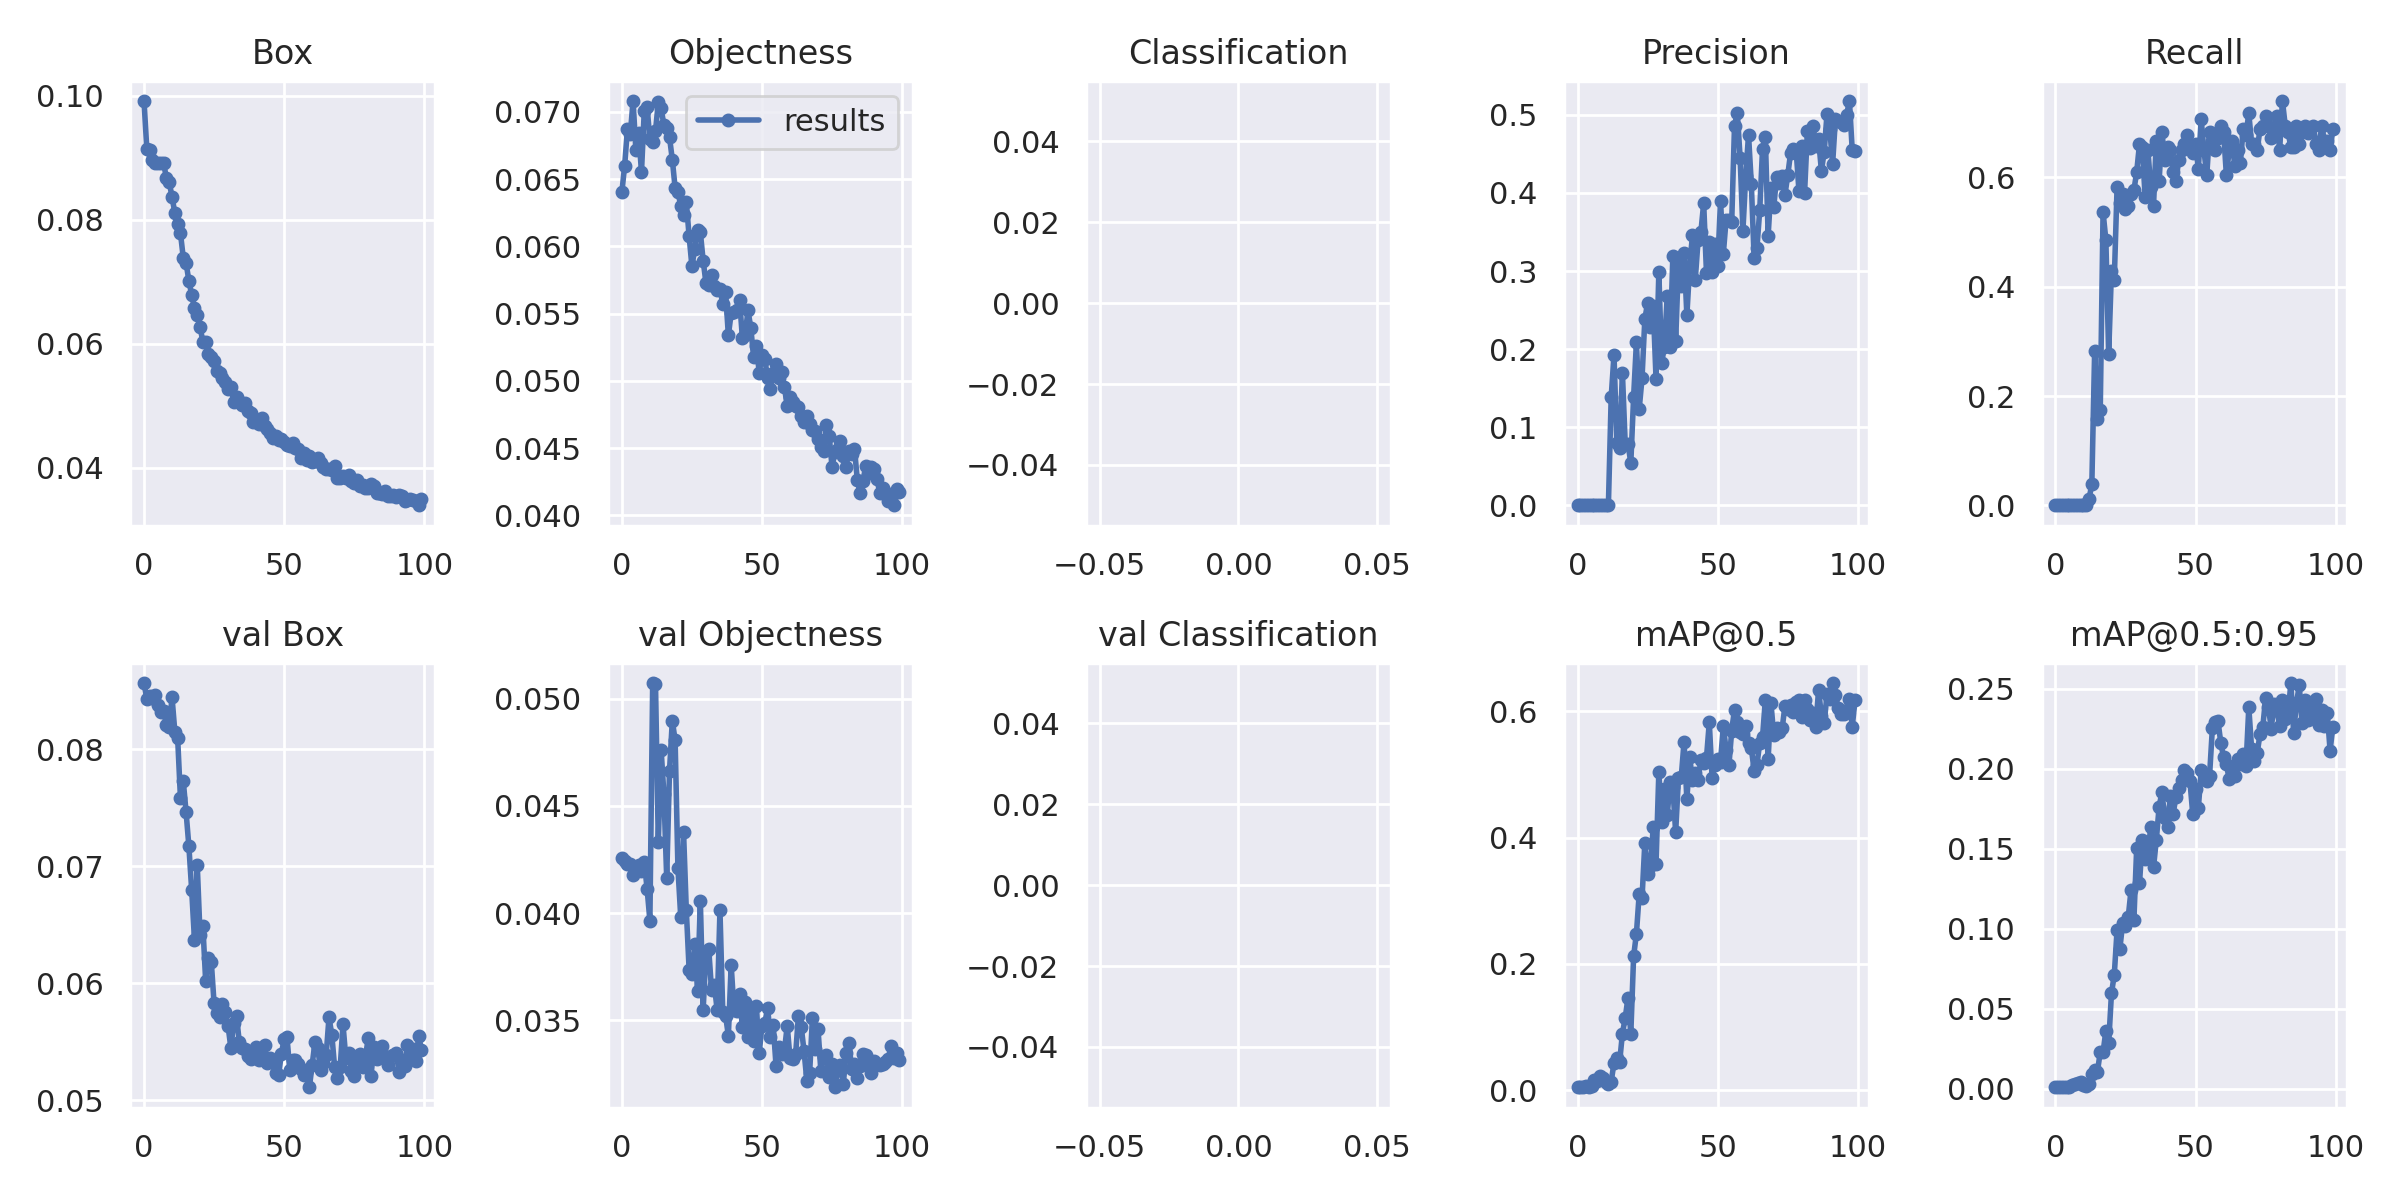 Box
Objectness
Classification
Precision
Recall
0.10
0.08
0.06
0.04
0 50 100
results
0.070
0.065
0.060
0.055
0.050
0.045
0.040
0 50 100
0.04
0.02
0.00
−0.02
−0.04
−0.05 0.00 0.05
0.5
0.4
0.3
0.2
0.1
0.0
0 50 100
0.6
0.4
0.2
0.0
0 50 100
val Box
val Objectness
val Classification
mAP@0.5
mAP@0.5:0.95
0.08
0.07
0.06
0.05
0 50 100
0.050
0.045
0.040
0.035
0 50 100
0.04
0.02
0.00
−0.02
−0.04
−0.05 0.00 0.05
0.6
0.4
0.2
0.0
0 50 100
0.25
0.20
0.15
0.10
0.05
0.00
0 50 100